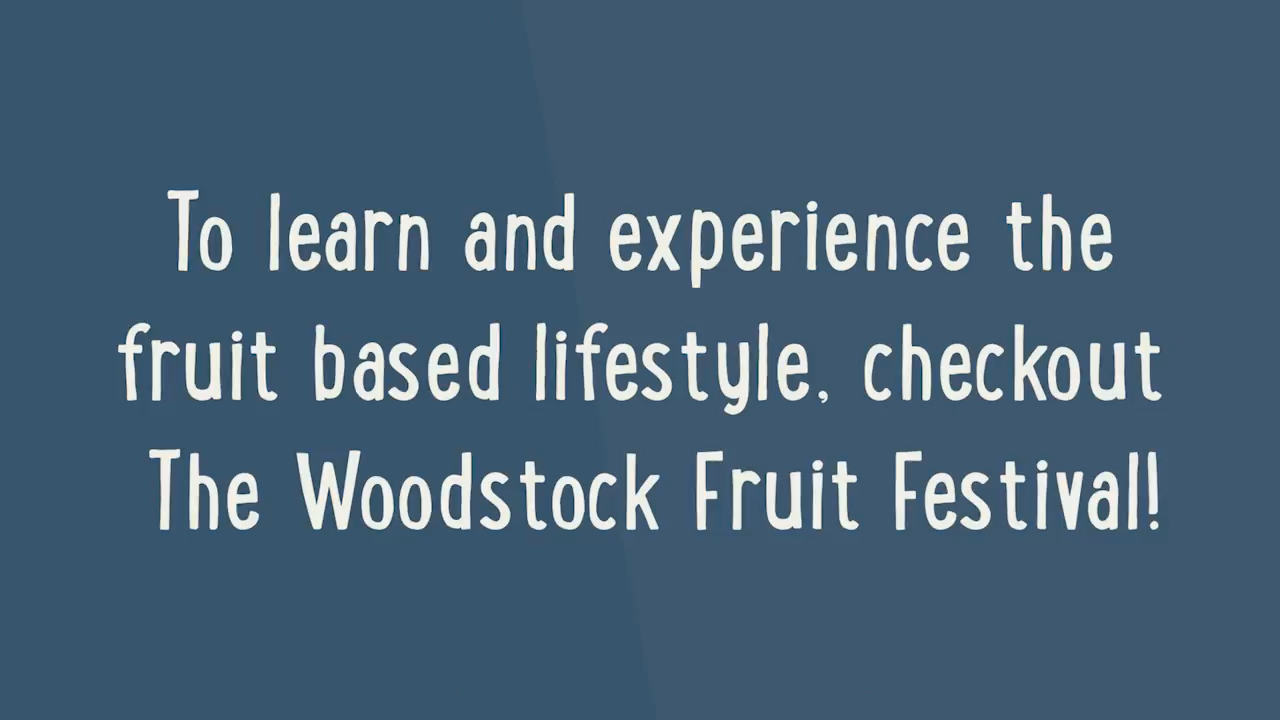 To learn and experience the
fruit based lifestyle, checkout
The Woodstock Fruit Festival!